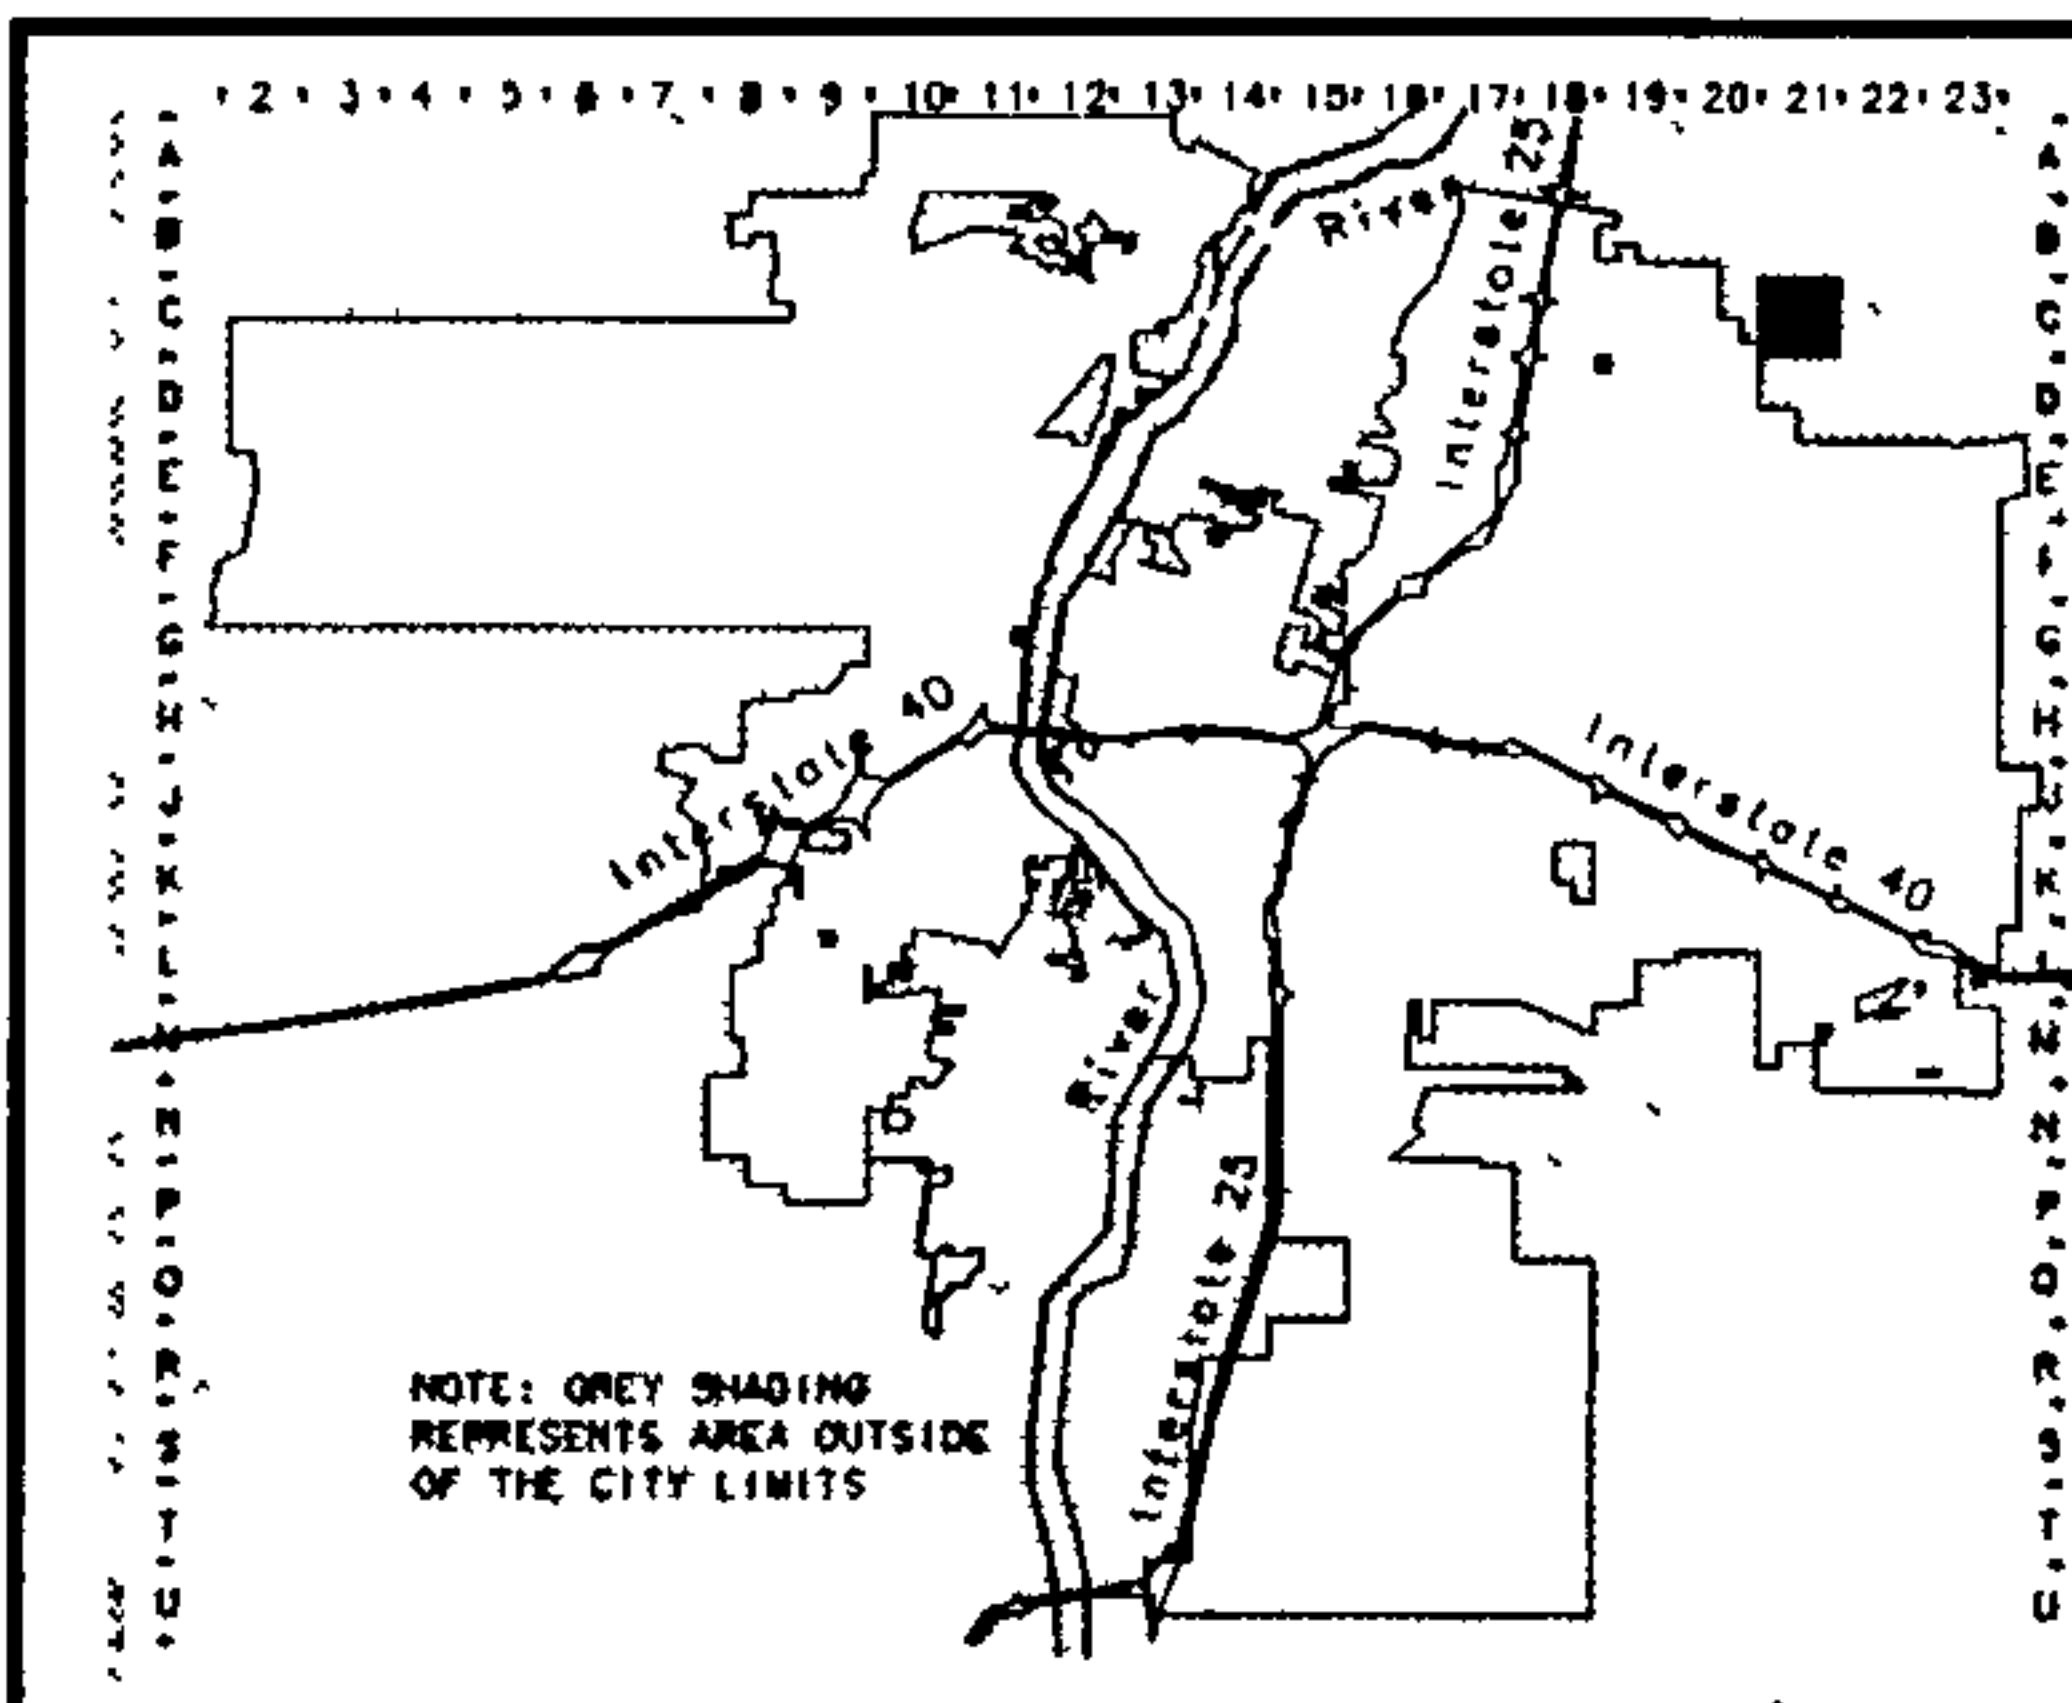 2 3 4 5 6 7 8 9 10 11 12 13 14 15 16 17 18 19 20 21 22 23
A
B
C
D
E
F
G
H
J
K
L
M
N
P
Q
R
S
T
U
River
Interstate 25
Interstate 40
Interstate 40
River
Interstate 25
NOTE: GREY SHADING
REPRESENTS AREA OUTSIDE
OF THE CITY LIMITS
A
B
C
D
E
F
G
H
J
K
L
M
N
P
Q
R
S
T
U